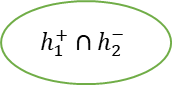 h₁⁺ ∩ h₂⁻